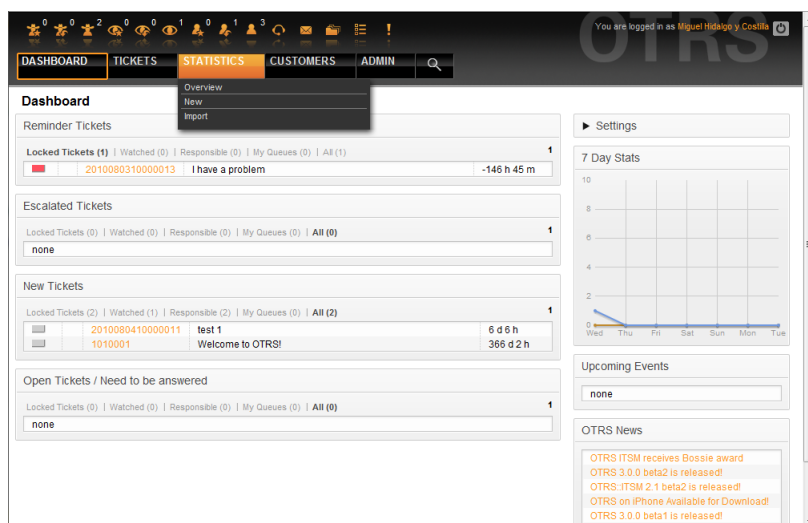 0 0 2 0 0 1 0 1 3
You are logged in as Miguel Hidalgo y Costilla
OTRS
DASHBOARD TICKETS STATISTICS CUSTOMERS ADMIN
Overview
New
Import
Dashboard
Reminder Tickets
Locked Tickets (1) | Watched (0) | Responsible (0) | My Queues (0) | All (1) 1
2010080310000013 I have a problem -146 h 45 m
Escalated Tickets
Locked Tickets (0) | Watched (0) | Responsible (0) | My Queues (0) | All (0) 1
none
New Tickets
Locked Tickets (2) | Watched (1) | Responsible (2) | My Queues (0) | All (2) 1
2010080410000011 test 1 6 d 6 h
1010001 Welcome to OTRS! 366 d 2 h
Open Tickets / Need to be answered
Locked Tickets (0) | Watched (0) | Responsible (0) | My Queues (0) | All (0) 1
none
Settings
7 Day Stats
10
8
6
4
2
0
Wed Thu Fri Sat Sun Mon Tue
Upcoming Events
none
OTRS News
OTRS ITSM receives Bossie award
OTRS 3.0.0 beta2 is released!
OTRS::ITSM 2.1 beta2 is released!
OTRS on iPhone Available for Download!
OTRS 3.0.0 beta1 is released!